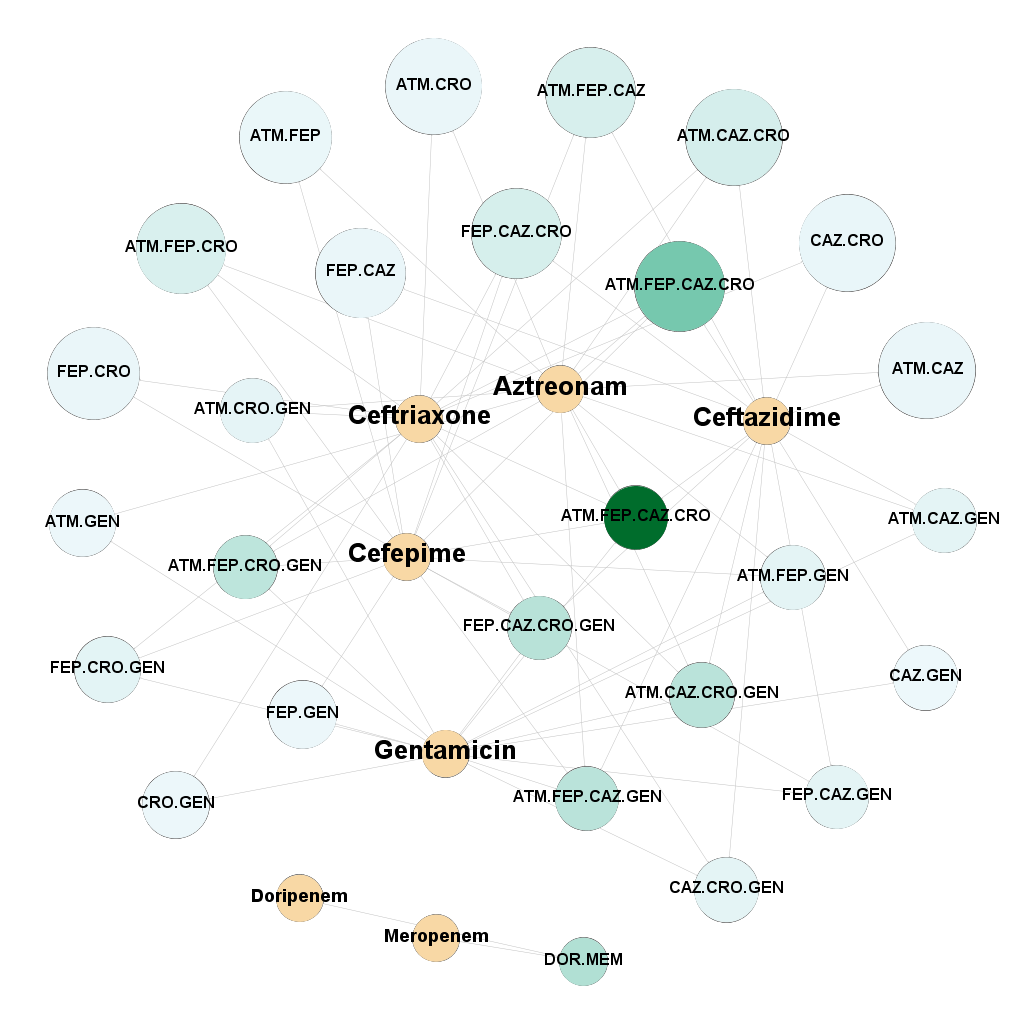 ATM.CRO
ATM.FEP.CAZ
ATM.FEP
ATM.CAZ.CRO
ATM.FEP.CRO
FEP.CAZ.CRO
CAZ.CRO
FEP.CAZ
ATM.FEP.CAZ.CRO
FEP.CRO
ATM.CAZ
Aztreonam
ATM.CRO.GEN
Ceftriaxone
Ceftazidime
ATM.GEN
ATM.FEP.CAZ.CRO
ATM.CAZ.GEN
Cefepime
ATM.FEP.CRO.GEN
ATM.FEP.GEN
FEP.CAZ.CRO.GEN
FEP.CRO.GEN
CAZ.GEN
ATM.CAZ.CRO.GEN
FEP.GEN
Gentamicin
CRO.GEN
ATM.FEP.CAZ.GEN
FEP.CAZ.GEN
CAZ.CRO.GEN
Doripenem
Meropenem
DOR.MEM